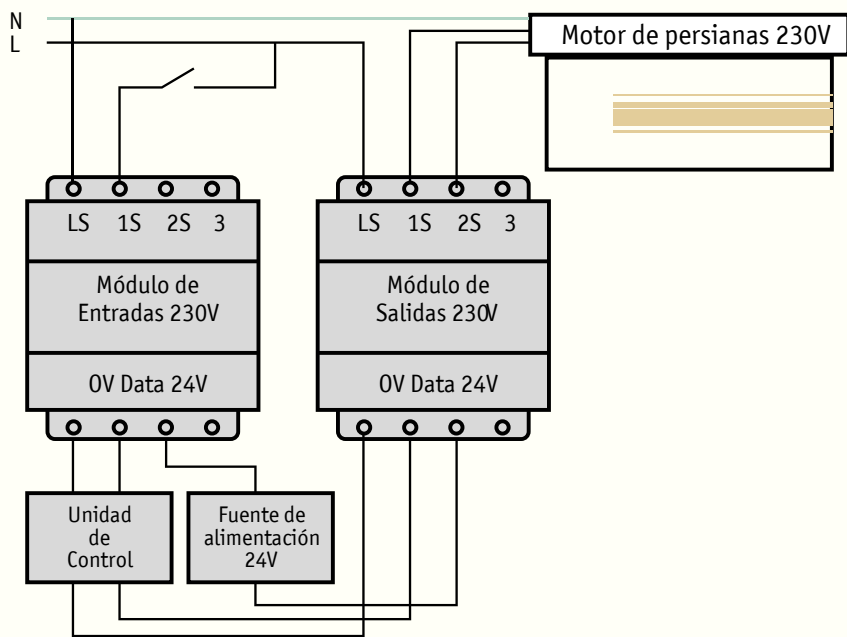 N
L
Motor de persianas 230V
LS 1S 2S 3
LS 1S 2S 3
Módulo de
Entradas 230V
Módulo de
Salidas 230V
0V Data 24V
0V Data 24V
Unidad
de
Control
Fuente de
alimentación
24V